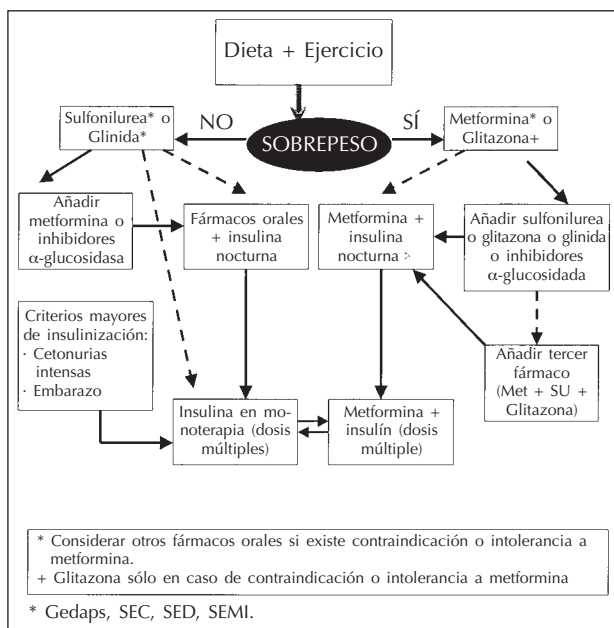 Dieta + Ejercicio
Sulfonilurea* o
Glinida*
NO
SOBREPESO
SÍ
Metformina* o
Glitazona+
Añadir
metformina o
inhibidores
α-glucosidasa
Fármacos orales
+ insulina
nocturna
Metformina +
insulina
nocturna
Añadir sulfonilurea
o glitazona o glinida
o inhibidores
α-glucosidada
Criterios mayores
de insulinización:
· Cetonurias
intensas
· Embarazo
Insulina en mo-
noterapia (dosis
múltiples)
Metformina +
insulín (dosis
múltiple)
Añadir tercer
fármaco
(Met + SU +
Glitazona)
* Considerar otros fármacos orales si existe contraindicación o intolerancia a
metformina.
+ Glitazona sólo en caso de contraindicación o intolerancia a metformina
* Gedaps, SEC, SED, SEMI.